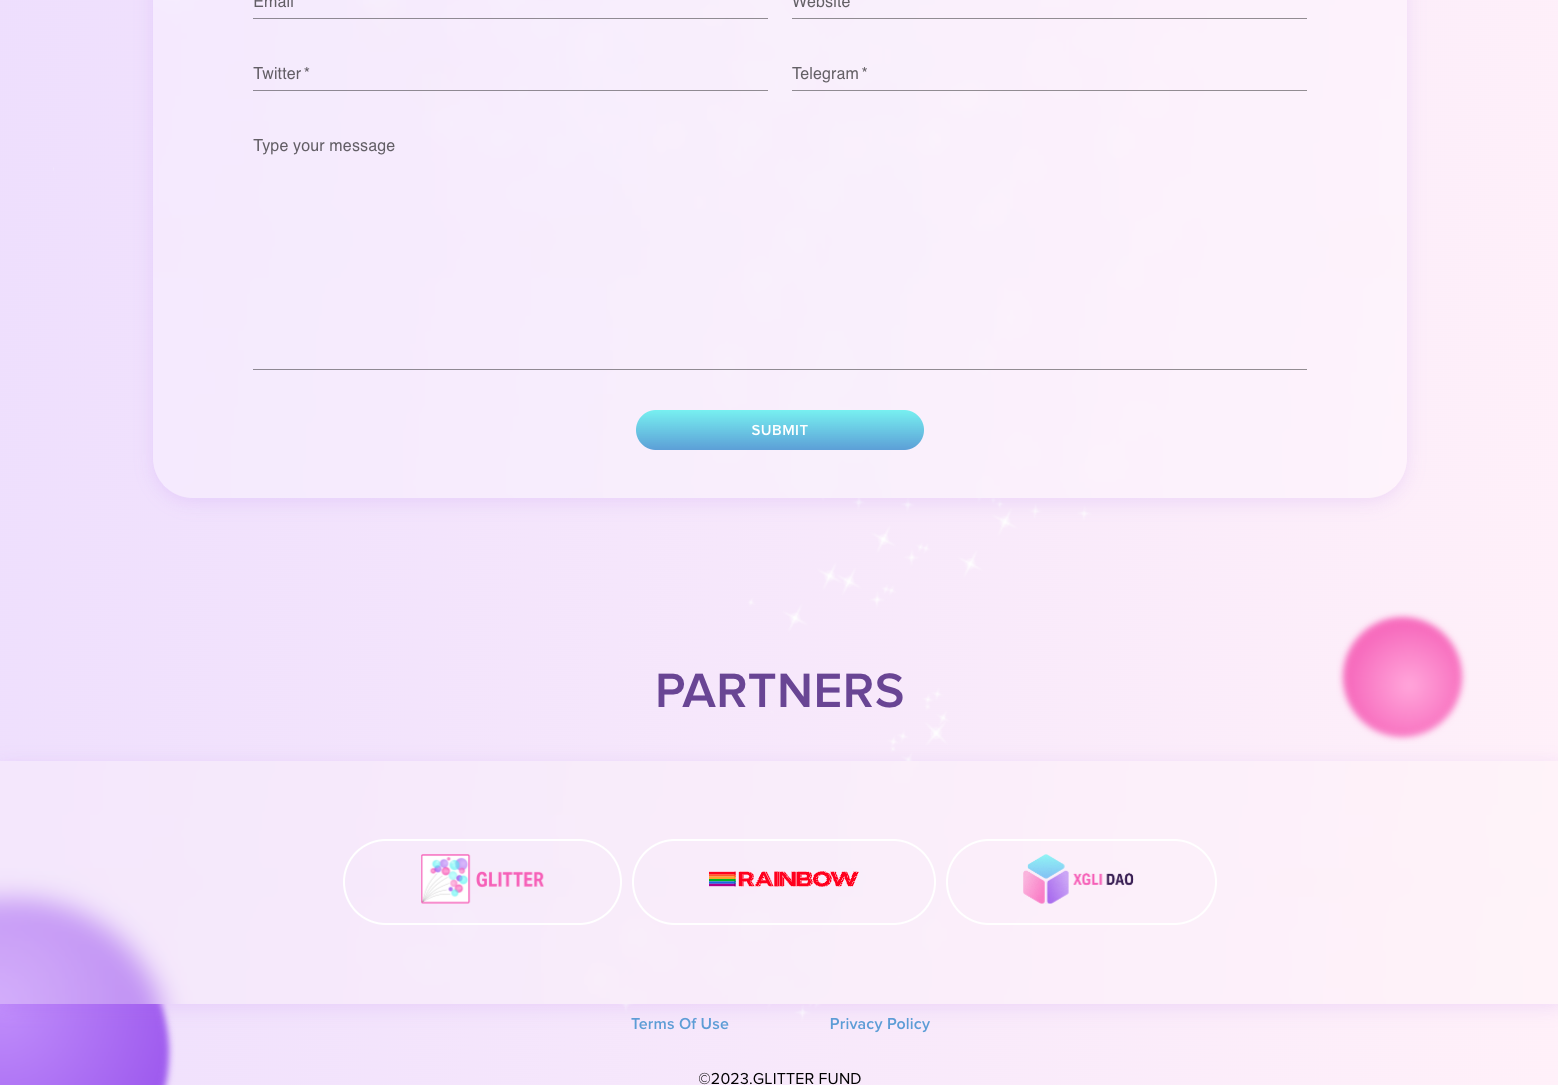 Email
Website
Twitter *
Telegram *
Type your message
SUBMIT
PARTNERS
GLITTER
RAINBOW
XGLI DAO
Terms Of Use
Privacy Policy
©2023.GLITTER FUND